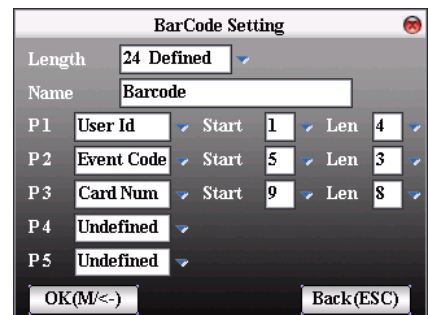 BarCode Setting
Length 24 Defined
Name Barcode
P1 User Id Start 1 Len 4
P2 Event Code Start 5 Len 3
P3 Card Num Start 9 Len 8
P4 Undefined
P5 Undefined
OK(M/<-) Back(ESC)